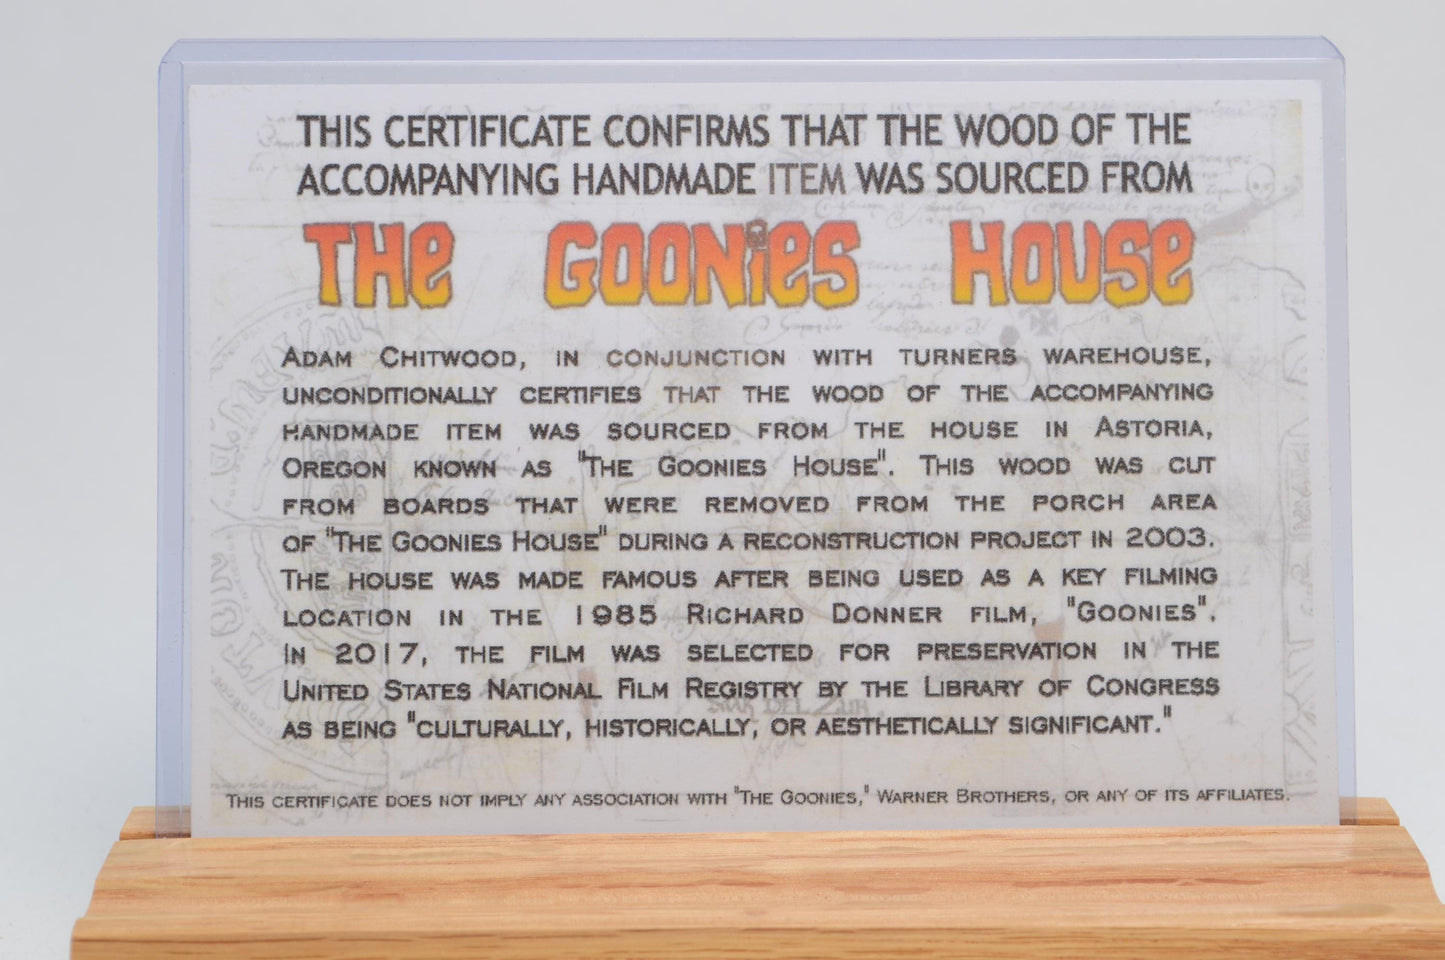 THIS CERTIFICATE CONFIRMS THAT THE WOOD OF THE
ACCOMPANYING HANDMADE ITEM WAS SOURCED FROM
THE GOONIES HOUSE
ADAM CHITWOOD, IN CONJUNCTION WITH TURNERS WAREHOUSE,
UNCONDITIONALLY CERTIFIES THAT THE WOOD OF THE ACCOMPANYING
HANDMADE ITEM WAS SOURCED FROM THE HOUSE IN ASTORIA,
OREGON KNOWN AS "THE GOONIES HOUSE". THIS WOOD WAS CUT
FROM BOARDS THAT WERE REMOVED FROM THE PORCH AREA
OF "THE GOONIES HOUSE" DURING A RECONSTRUCTION PROJECT IN 2003.
THE HOUSE WAS MADE FAMOUS AFTER BEING USED AS A KEY FILMING
LOCATION IN THE 1985 RICHARD DONNER FILM, "GOONIES".
IN 2017, THE FILM WAS SELECTED FOR PRESERVATION IN THE
UNITED STATES NATIONAL FILM REGISTRY BY THE LIBRARY OF CONGRESS
AS BEING "CULTURALLY, HISTORICALLY, OR AESTHETICALLY SIGNIFICANT."
THIS CERTIFICATE DOES NOT IMPLY ANY ASSOCIATION WITH "THE GOONIES," WARNER BROTHERS, OR ANY OF ITS AFFILIATES.